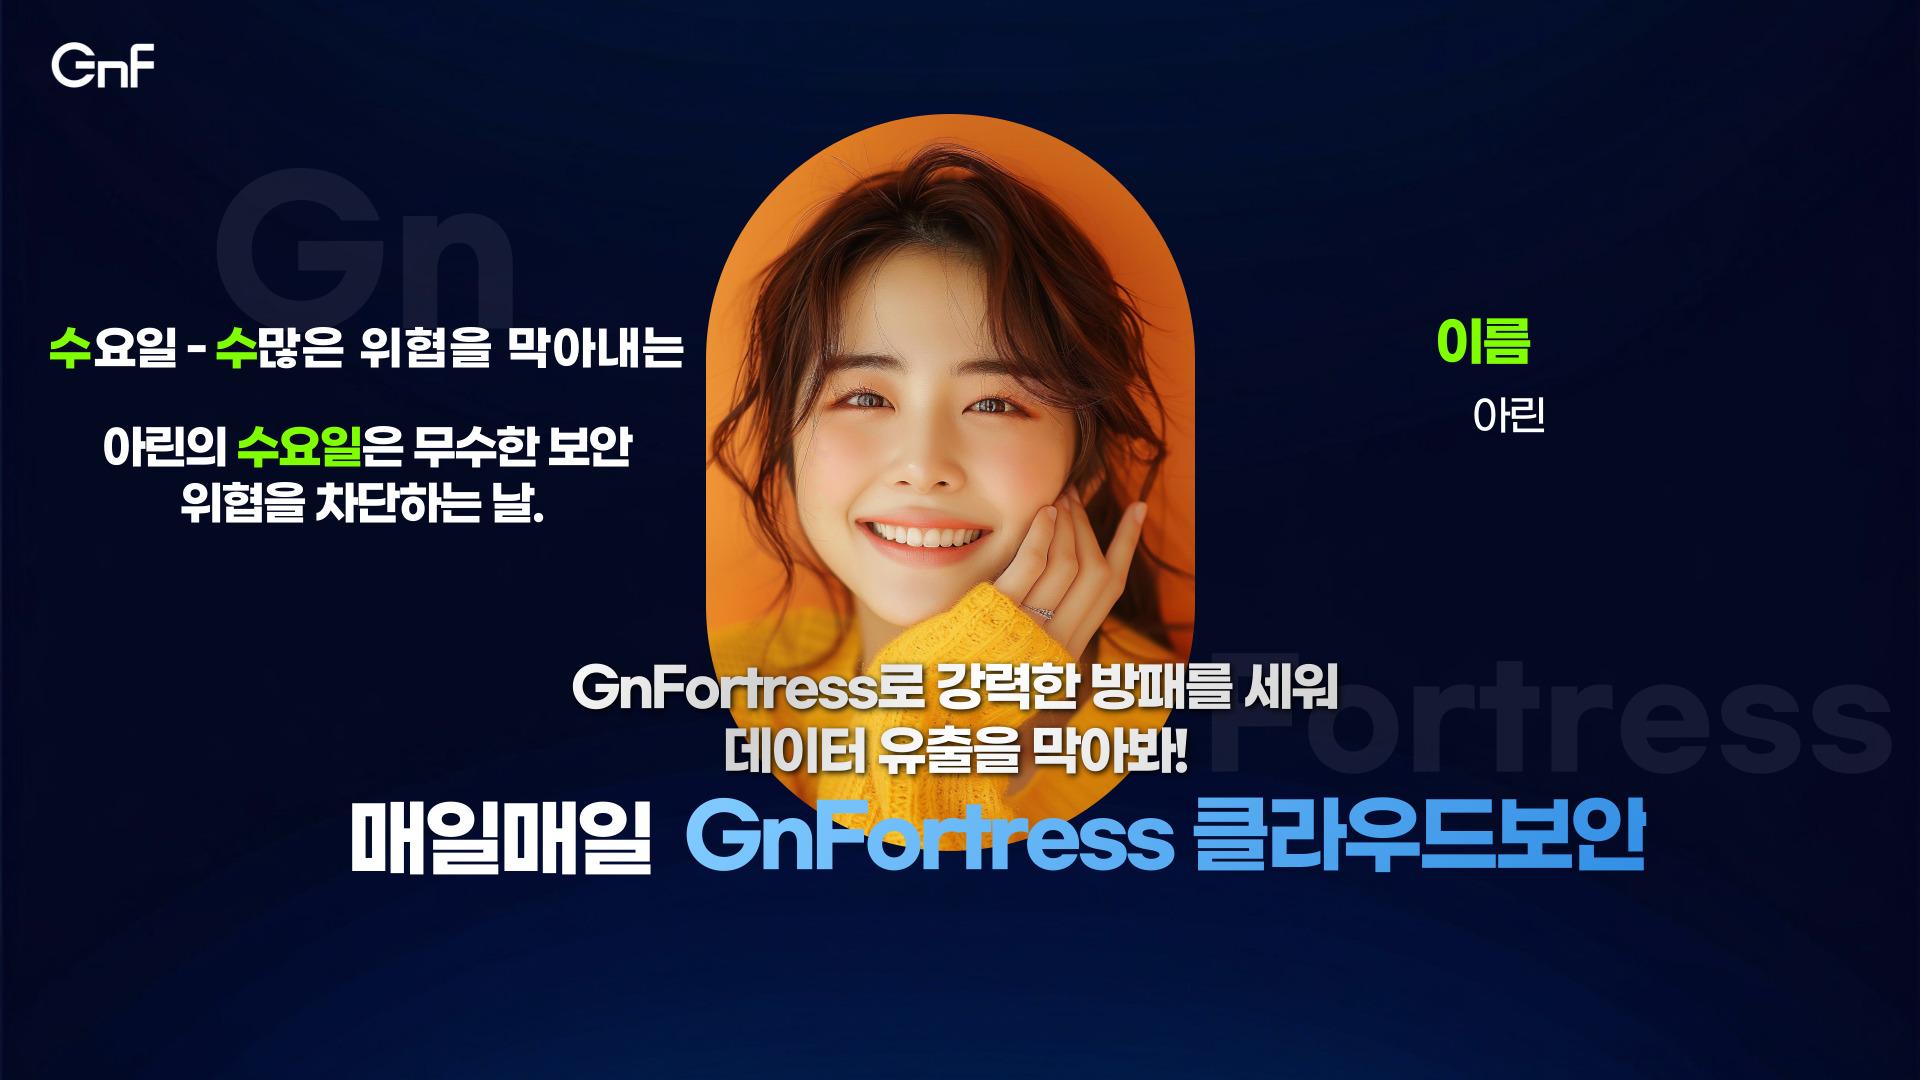 GnF
Gn
수요일 - 수많은 위협을 막아내는
아린의 수요일은 무수한 보안
위협을 차단하는 날.
이름
아린
Fortress
GnFortress로 강력한 방패를 세워
데이터 유출을 막아봐!
매일매일 GnFortress 클라우드보안